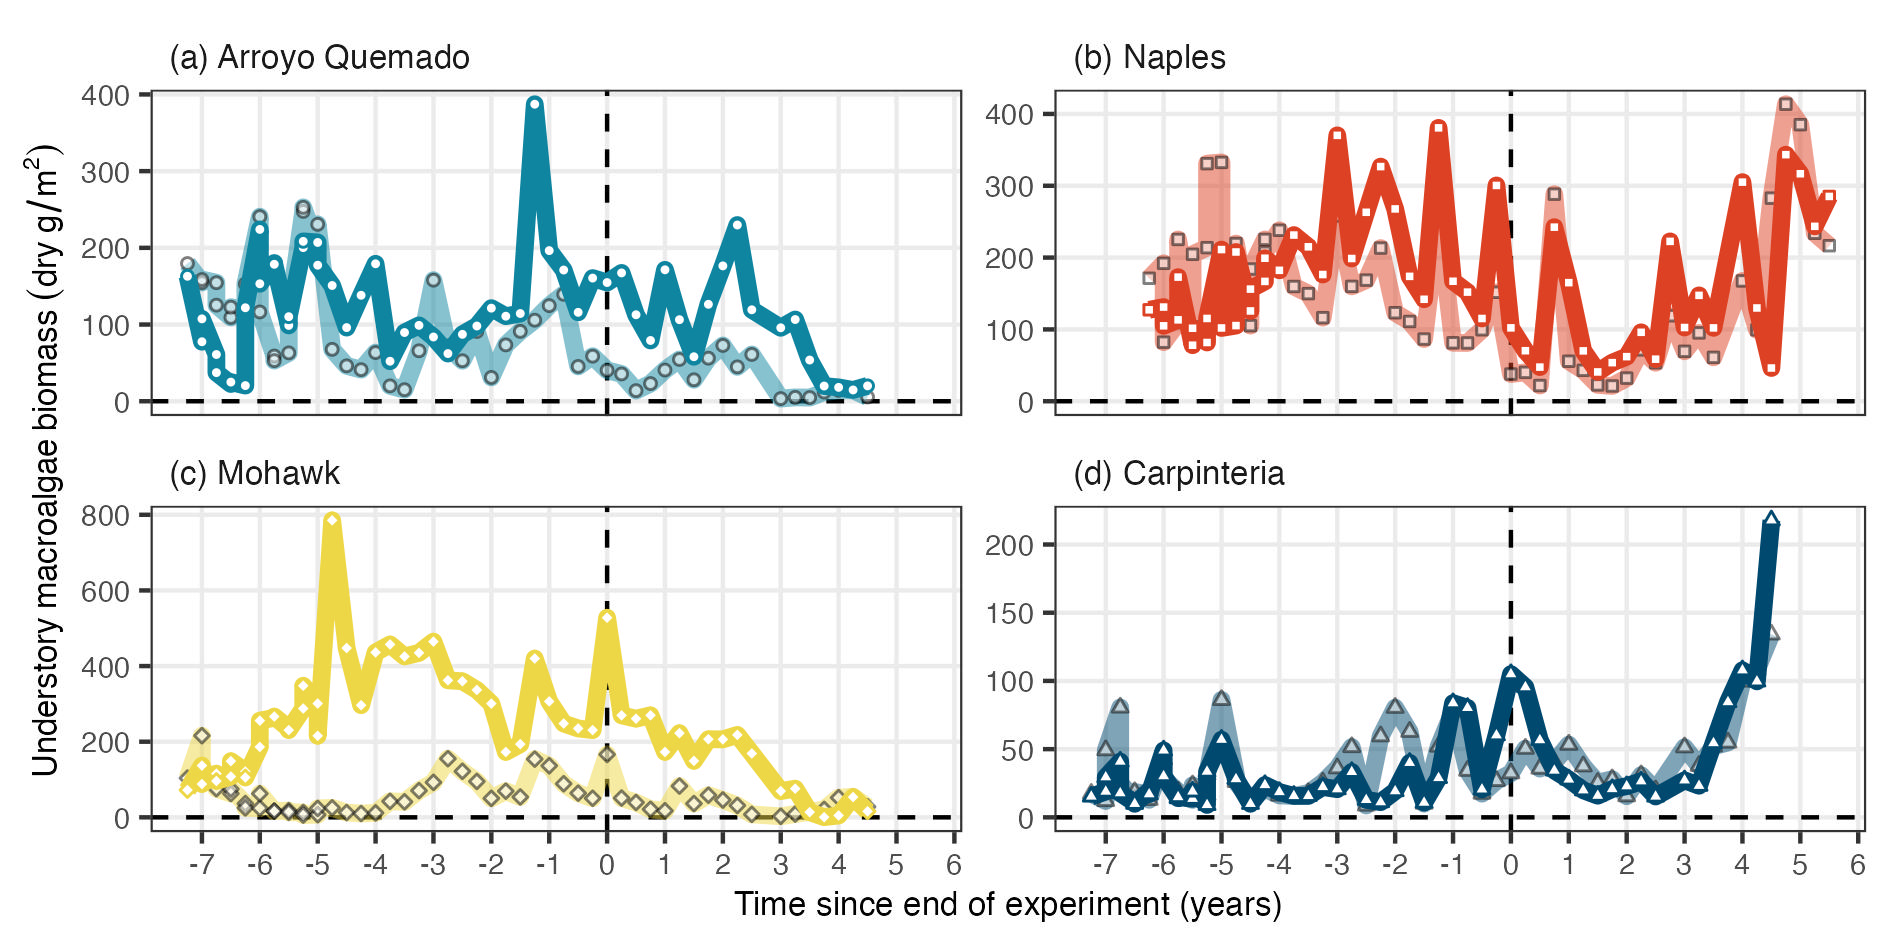 (a) Arroyo Quemado
400
300
200
100
0
(b) Naples
400
300
200
100
0
Understory macroalgae biomass (dry g/m²)
(c) Mohawk
800
600
400
200
0
-7 -6 -5 -4 -3 -2 -1 0 1 2 3 4 5 6
(d) Carpinteria
200
150
100
50
0
-7 -6 -5 -4 -3 -2 -1 0 1 2 3 4 5 6
Time since end of experiment (years)